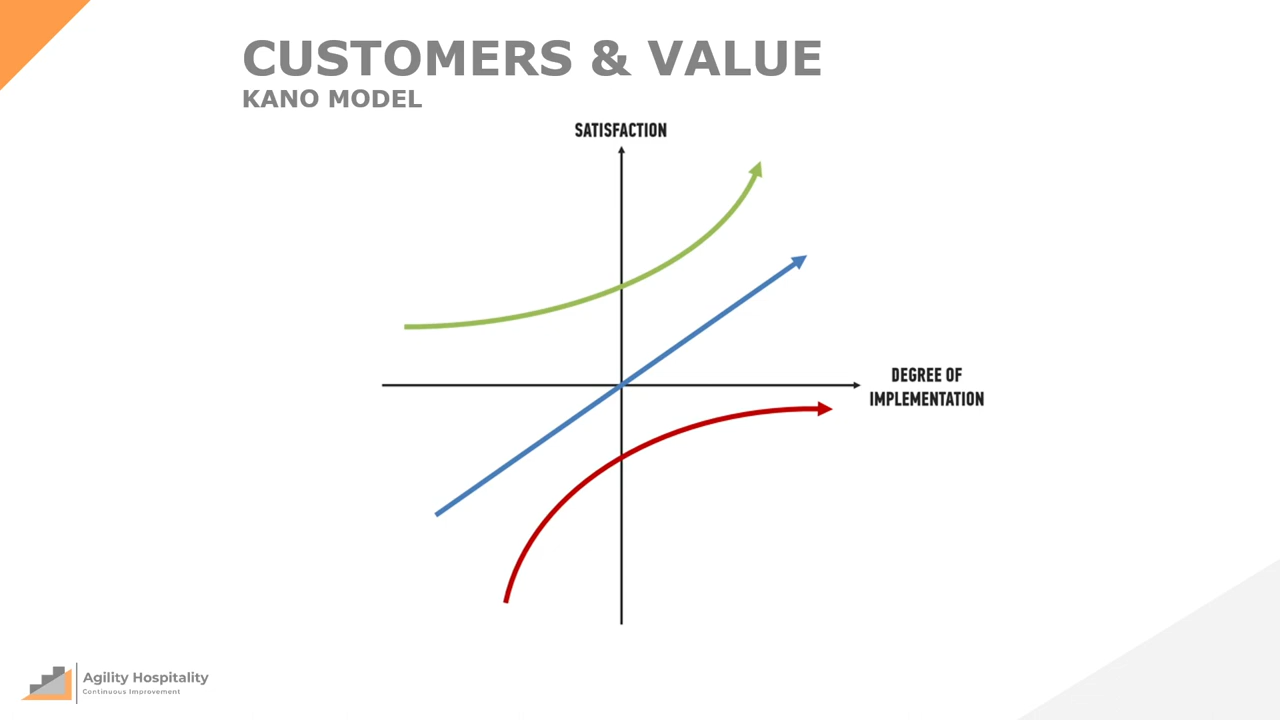 CUSTOMERS & VALUE
KANO MODEL
SATISFACTION
DEGREE OF
IMPLEMENTATION
Agility Hospitality
Continuous Improvement